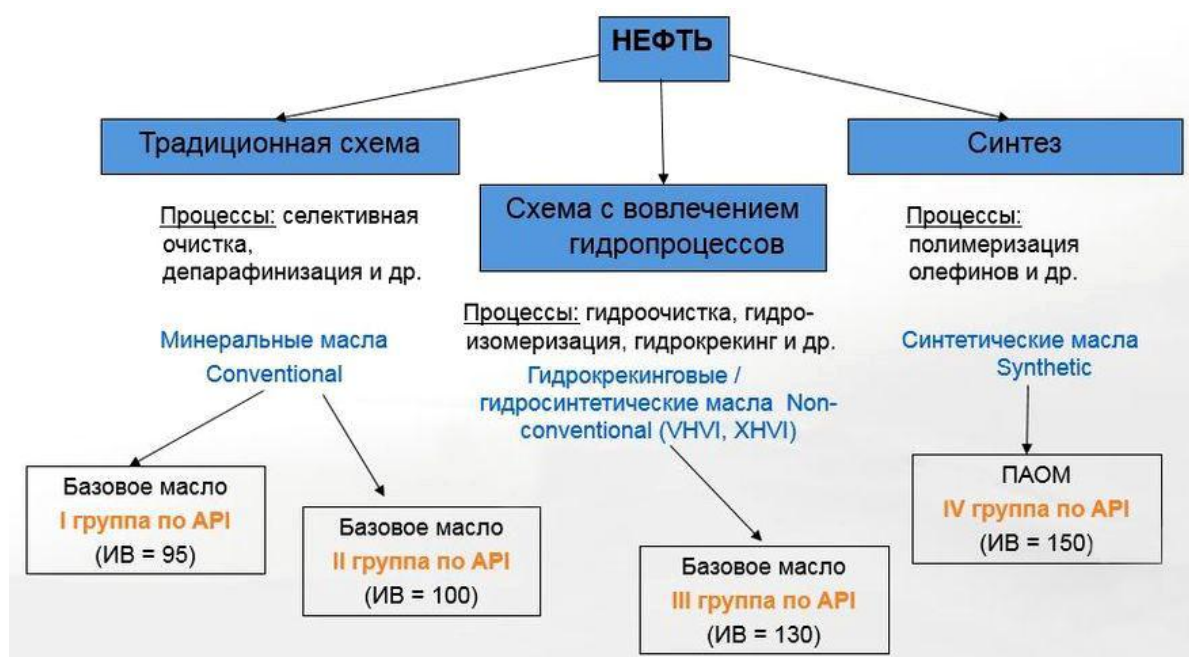 НЕФТЬ
Традиционная схема
Процессы: селективная
очистка,
депарафинизация и др.
Минеральные масла
Conventional
Базовое масло
I группа по API
(ИВ = 95)
Базовое масло
II группа по API
(ИВ = 100)
Схема с вовлечением
гидропроцессов
Процессы: гидроочистка, гидро-
изомеризация, гидрокрекинг и др.
Гидрокрекинговые /
гидросинтетические масла Non-
conventional (VHVI, XHVI)
Базовое масло
III группа по API
(ИВ = 130)
Синтез
Процессы:
полимеризация
олефинов и др.
Синтетические масла
Synthetic
ПАОМ
IV группа по API
(ИВ = 150)